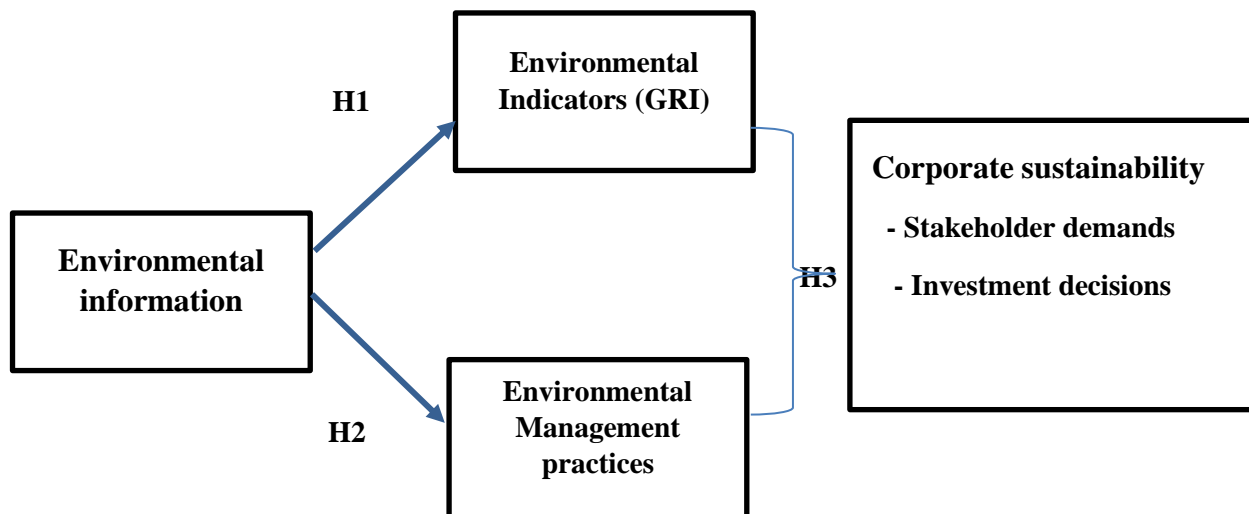 Environmental
Indicators (GRI)
H1
Corporate sustainability
- Stakeholder demands
- Investment decisions
H3
Environmental
information
H2
Environmental
Management
practices